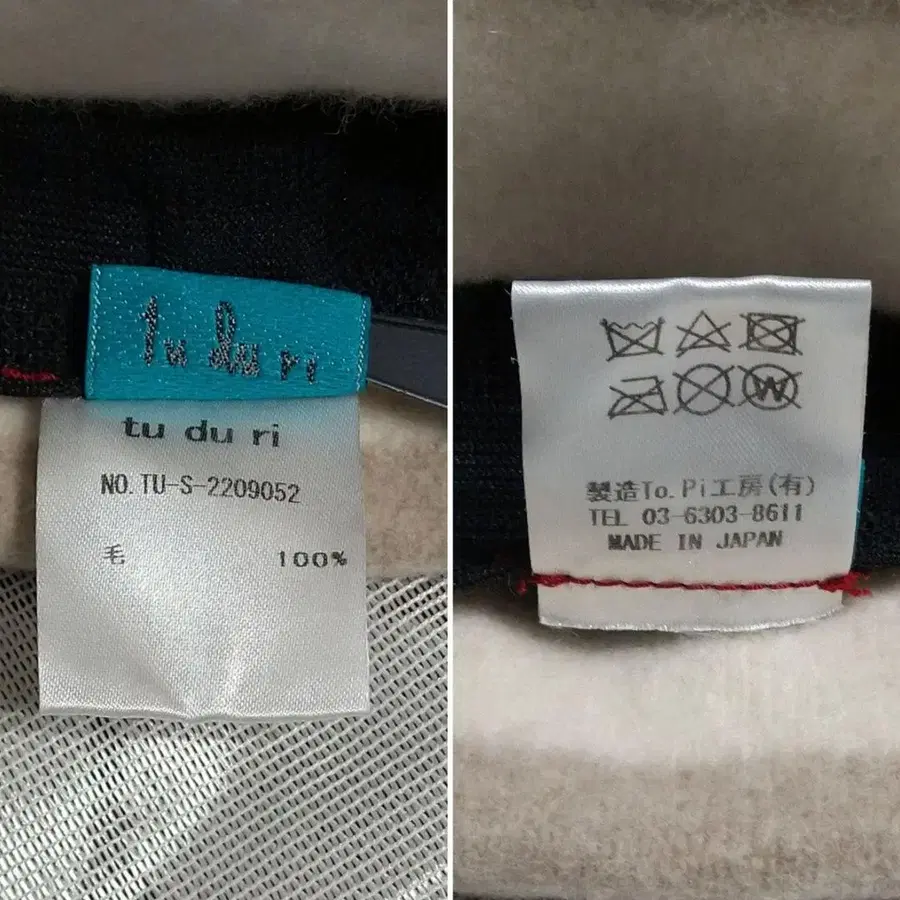 tu du ri
tu du ri
NO. TU-S-2209052
毛 100%
W
製造To.Pi工房(有)
TEL 03-6303-8611
MADE IN JAPAN